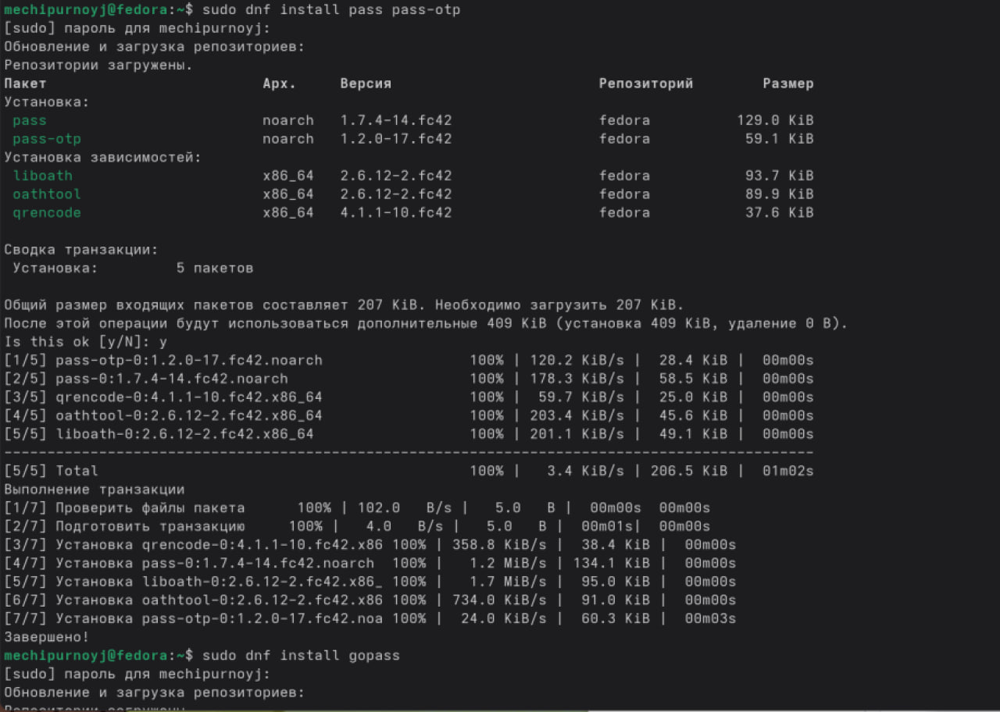 mechipurnoyj@fedora:~$ sudo dnf install pass pass-otp
[sudo] пароль для mechipurnoyj:
Обновление и загрузка репозиториев:
Репозитории загружены.
Пакет Арх. Версия Репозиторий Размер
Установка:
pass noarch 1.7.4-14.fc42 fedora 129.0 KiB
pass-otp noarch 1.2.0-17.fc42 fedora 59.1 KiB
Установка зависимостей:
liboath x86_64 2.6.12-2.fc42 fedora 93.7 KiB
oathtool x86_64 2.6.12-2.fc42 fedora 89.9 KiB
qrencode x86_64 4.1.1-10.fc42 fedora 37.6 KiB
Сводка транзакции:
Установка: 5 пакетов
Общий размер входящих пакетов составляет 207 KiB. Необходимо загрузить 207 KiB.
После этой операции будут использоваться дополнительные 409 KiB (установка 409 KiB, удаление 0 B).
Is this ok [y/N]: y
[1/5] pass-otp-0:1.2.0-17.fc42.noarch 100% | 120.2 KiB/s | 28.4 KiB | 00m00s
[2/5] pass-0:1.7.4-14.fc42.noarch 100% | 178.3 KiB/s | 58.5 KiB | 00m00s
[3/5] qrencode-0:4.1.1-10.fc42.x86_64 100% | 59.7 KiB/s | 25.0 KiB | 00m00s
[4/5] oathtool-0:2.6.12-2.fc42.x86_64 100% | 203.4 KiB/s | 45.6 KiB | 00m00s
[5/5] liboath-0:2.6.12-2.fc42.x86_64 100% | 201.1 KiB/s | 49.1 KiB | 00m00s
----------------------------------------------------------------------------------------------
[5/5] Total 100% | 3.4 KiB/s | 206.5 KiB | 01m02s
Выполнение транзакции
[1/7] Проверить файлы пакета 100% | 102.0 B/s | 5.0 B | 00m00s 00m00s
[2/7] Подготовить транзакцию 100% | 4.0 B/s | 5.0 B | 00m01s| 00m00s
[3/7] Установка qrencode-0:4.1.1-10.fc42.x86 100% | 358.8 KiB/s | 38.4 KiB | 00m00s
[4/7] Установка pass-0:1.7.4-14.fc42.noarch 100% | 1.2 MiB/s | 134.1 KiB | 00m00s
[5/7] Установка liboath-0:2.6.12-2.fc42.x86_ 100% | 1.7 MiB/s | 95.0 KiB | 00m00s
[6/7] Установка oathtool-0:2.6.12-2.fc42.x86 100% | 734.0 KiB/s | 91.0 KiB | 00m00s
[7/7] Установка pass-otp-0:1.2.0-17.fc42.noa 100% | 24.0 KiB/s | 60.3 KiB | 00m03s
Завершено!
mechipurnoyj@fedora:~$ sudo dnf install gopass
[sudo] пароль для mechipurnoyj:
Обновление и загрузка репозиториев:
Репозитории загружены.